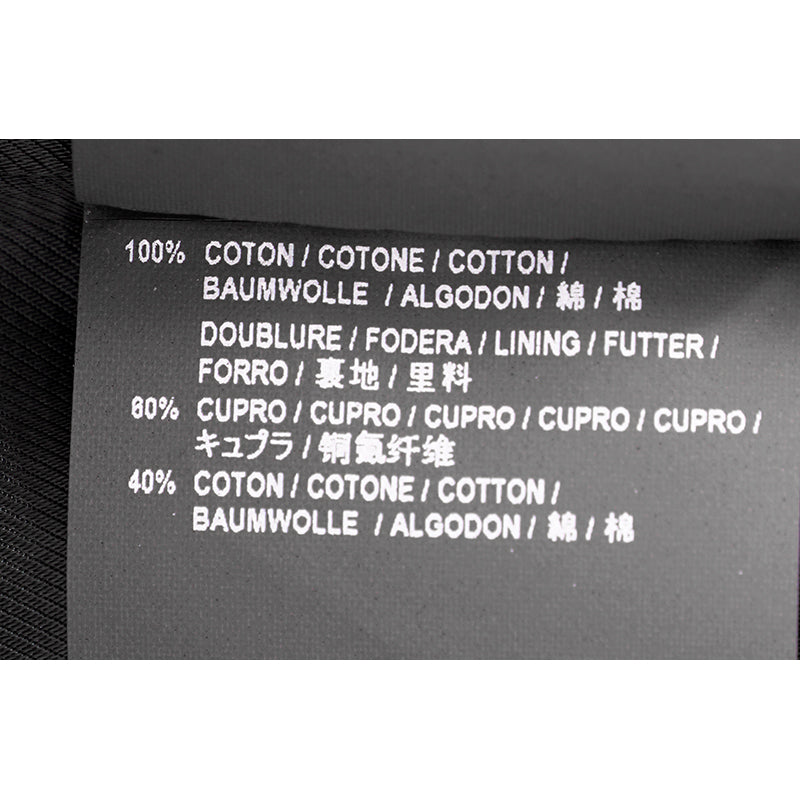 100% COTON / COTONE / COTTON /
BAUMWOLLE / ALGODON / 綿 / 棉
DOUBLURE / FODERA / LINING / FUTTER /
FORRO / 裏地 / 里料
60% CUPRO / CUPRO / CUPRO / CUPRO / CUPRO /
キュプラ / 铜氨纤维
40% COTON / COTONE / COTTON /
BAUMWOLLE / ALGODON / 綿 / 棉